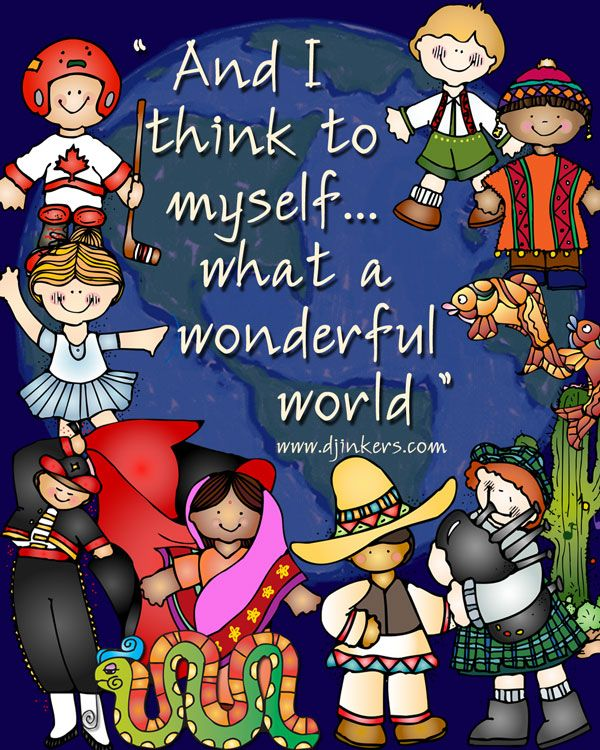 “And I
think to
myself...
what a
wonderful
world”
www.djinkers.com